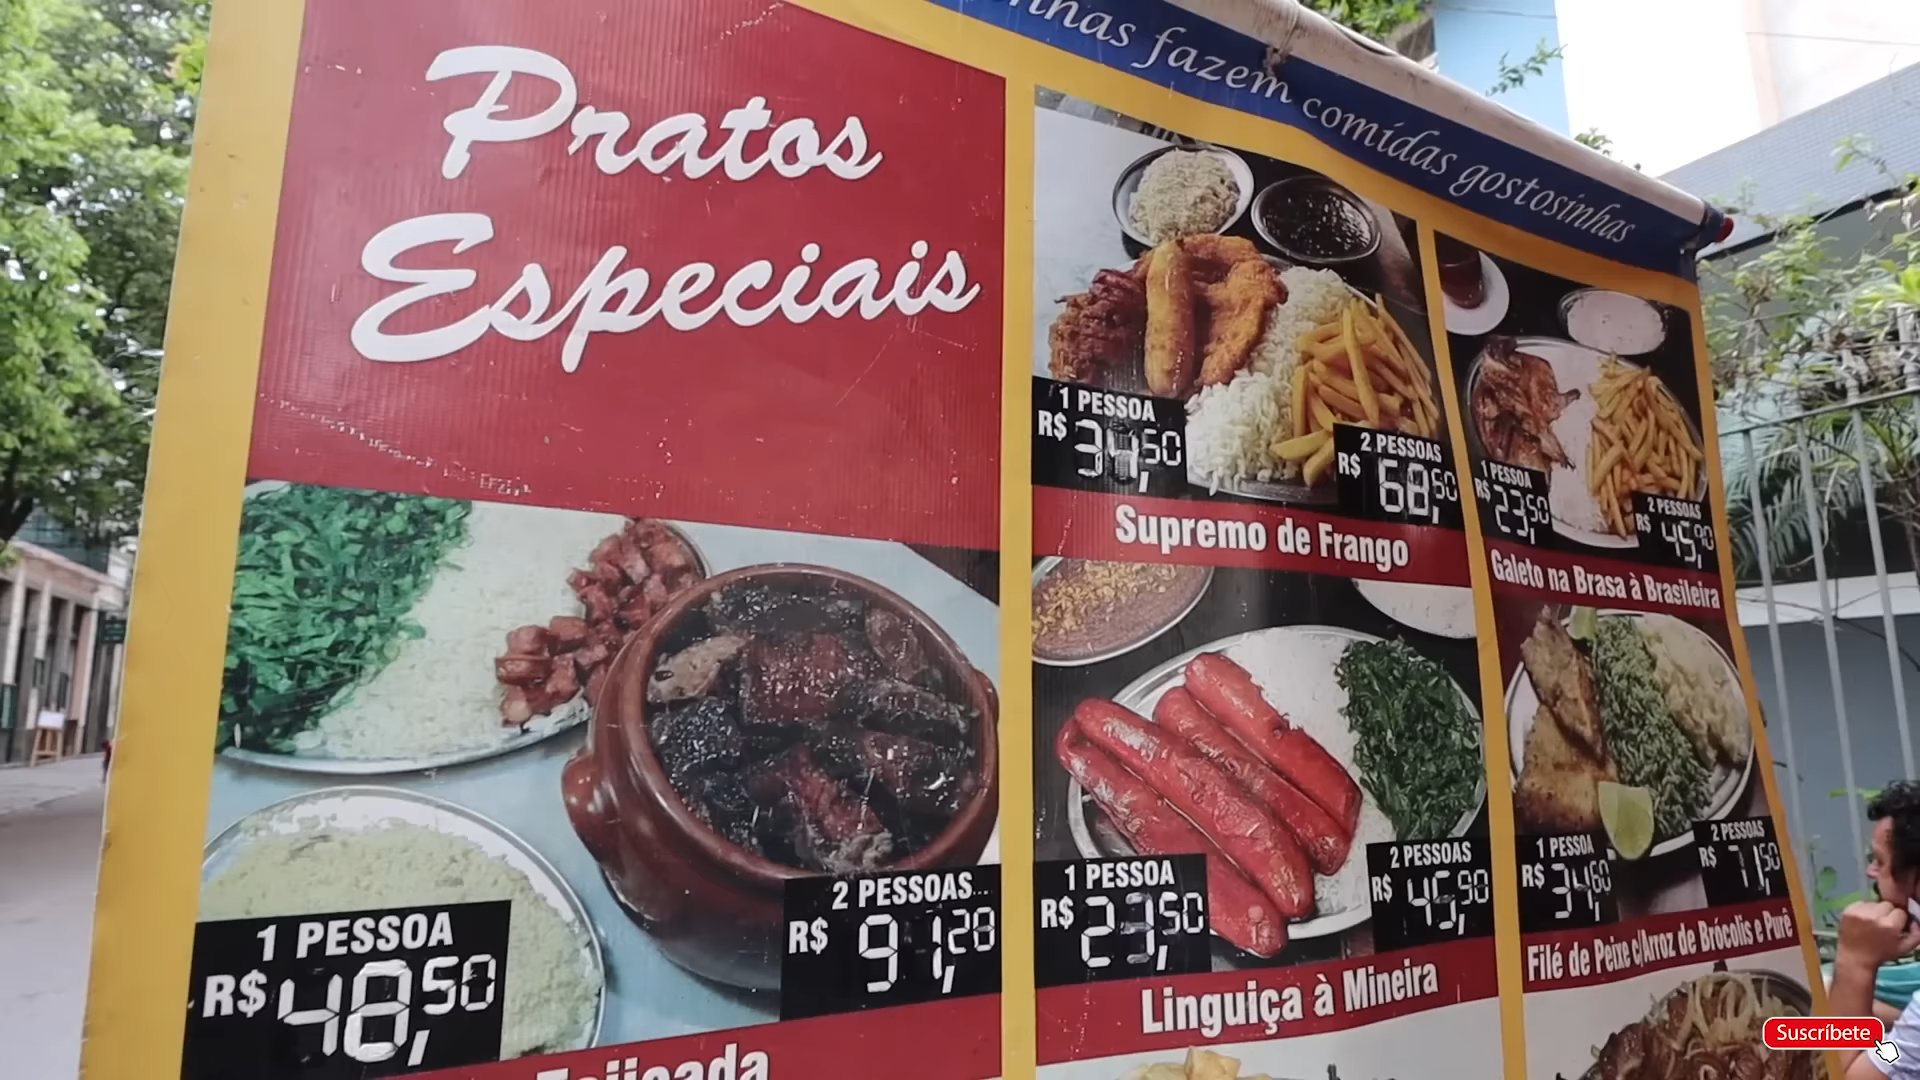 fazem comidas gostosinhas
Pratos
Especiais
1 PESSOA
R$ 48,50
2 PESSOAS
R$ 91,20
1 PESSOA
R$ 34,50
2 PESSOAS
R$ 68,50
Supremo de Frango
1 PESSOA
R$ 23,50
2 PESSOAS
R$ 45,90
Linguiça à Mineira
1 PESSOA
R$ 23,50
2 PESSOAS
R$ 45,90
Galeto na Brasa à Brasileira
1 PESSOA
R$ 34,60
2 PESSOAS
R$ 71,50
Filé de Peixe c/Arroz de Brócolis e Purê
Feijoada
Suscríbete